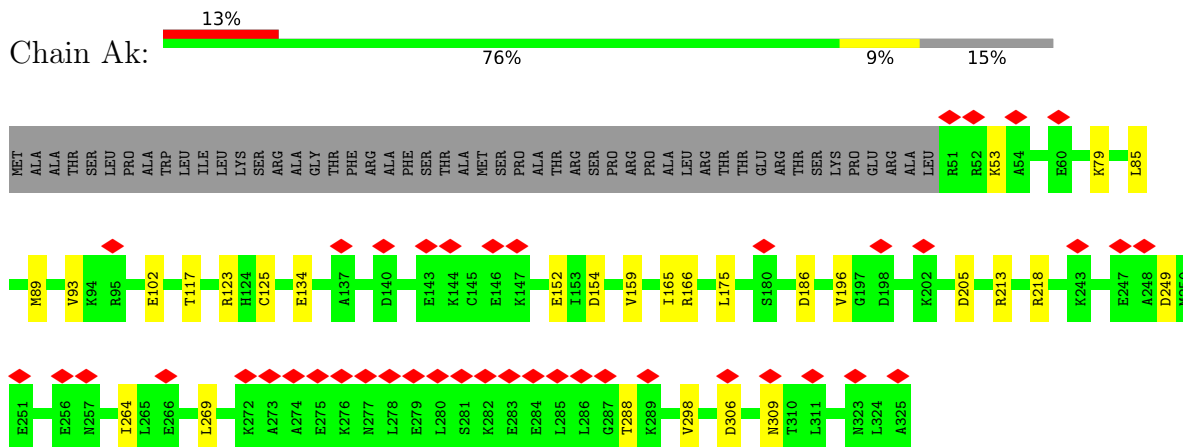 13%
Chain Ak:
76% 9% 15%
MET ALA ALA THR SER LEU PRO ALA TRP LEU ILE LEU LYS SER ARG ALA GLY THR PHE ARG ALA PHE SER THR ALA MET SER PRO ALA THR ARG SER PRO ARG PRO ALA LEU ARG THR THR GLU ARG THR SER LYS PRO GLU ARG ALA LEU R51 R52 K53 A54 E60 K79 L85
M89 V93 K94 R95 E102 T117 R123 H124 C125 E134 A137 D140 E143 K144 C145 E146 K147 E152 I153 D154 V159 I165 R166 L175 S180 D186 V196 G197 D198 K202 D205 R213 R218 K243 E247 A248 D249
E251 E256 N257 I264 L265 E266 L269 K272 A273 A274 E275 K276 N277 L278 E279 L280 S281 K282 E283 E284 L285 L286 G287 T288 K289 V298 D306 N309 T310 L311 N323 L324 A325